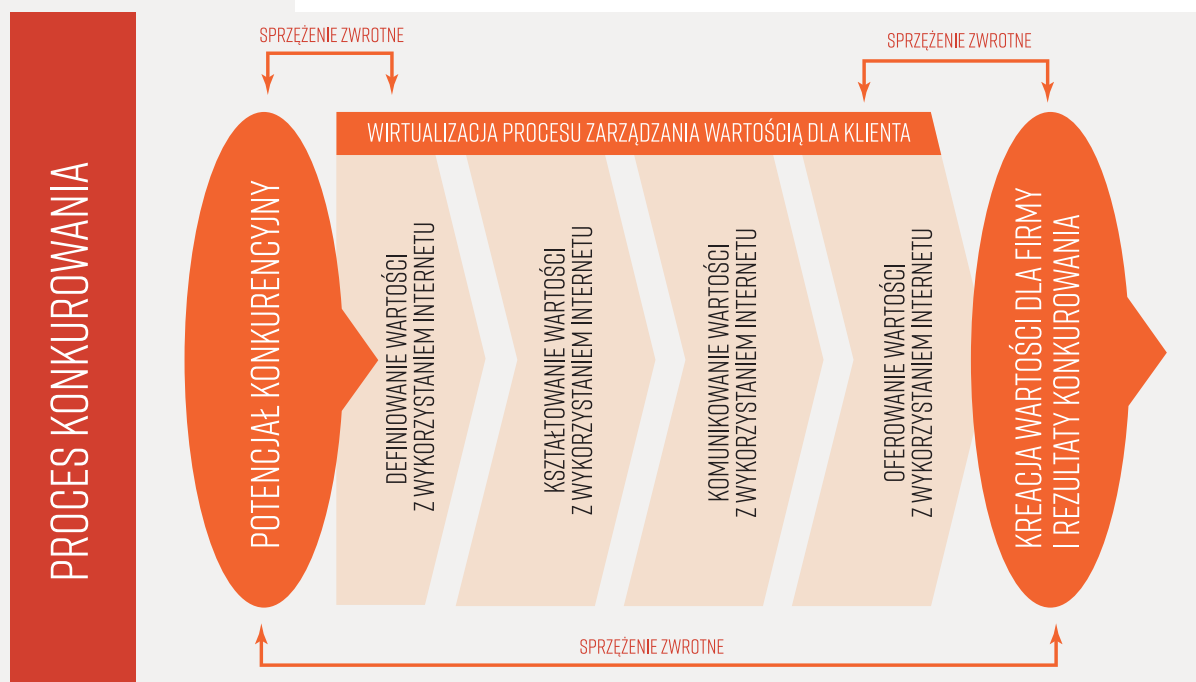 PROCES KONKUROWANIA
SPRZĘŻENIE ZWROTNE
SPRZĘŻENIE ZWROTNE
WIRTUALIZACJA PROCESU ZARZĄDZANIA WARTOŚCIĄ DLA KLIENTA
POTENCJAŁ KONKURENCYJNY
DEFINIOWANIE WARTOŚCI
Z WYKORZYSTANIEM INTERNETU
KSZTAŁTOWANIE WARTOŚCI
Z WYKORZYSTANIEM INTERNETU
KOMUNIKOWANIE WARTOŚCI
Z WYKORZYSTANIEM INTERNETU
OFEROWANIE WARTOŚCI
Z WYKORZYSTANIEM INTERNETU
KREACJA WARTOŚCI DLA FIRMY
I REZULTATY KONKUROWANIA
SPRZĘŻENIE ZWROTNE